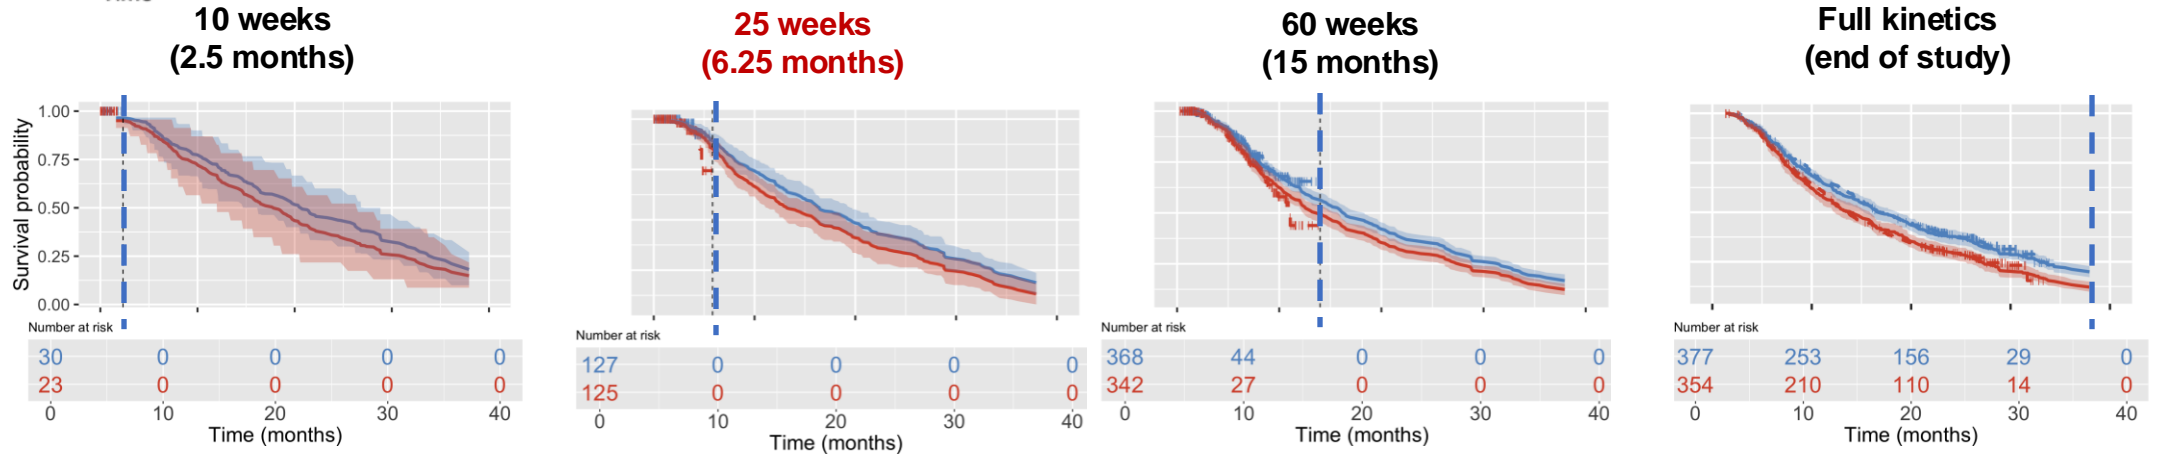 10 weeks
(2.5 months)
25 weeks
(6.25 months)
60 weeks
(15 months)
Full kinetics
(end of study)
Survival probability
1.00
0.75
0.50
0.25
0.00
Number at risk
30 0 0 0 0
23 0 0 0 0
0 10 20 30 40
Time (months)
Number at risk
127 0 0 0 0
125 0 0 0 0
0 10 20 30 40
Time (months)
Number at risk
368 44 0 0 0
342 27 0 0 0
0 10 20 30 40
Time (months)
Number at risk
377 253 156 29 0
354 210 110 14 0
0 10 20 30 40
Time (months)